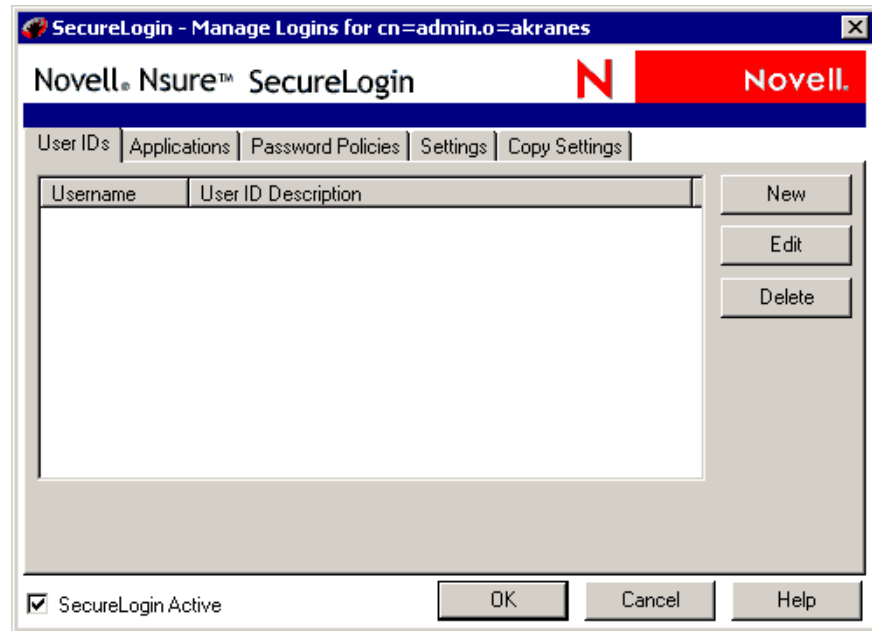 SecureLogin - Manage Logins for cn=admin.o=akranes
Novell® Nsure™ SecureLogin N Novell.
User IDs Applications Password Policies Settings Copy Settings
Username User ID Description
New
Edit
Delete
SecureLogin Active OK Cancel Help